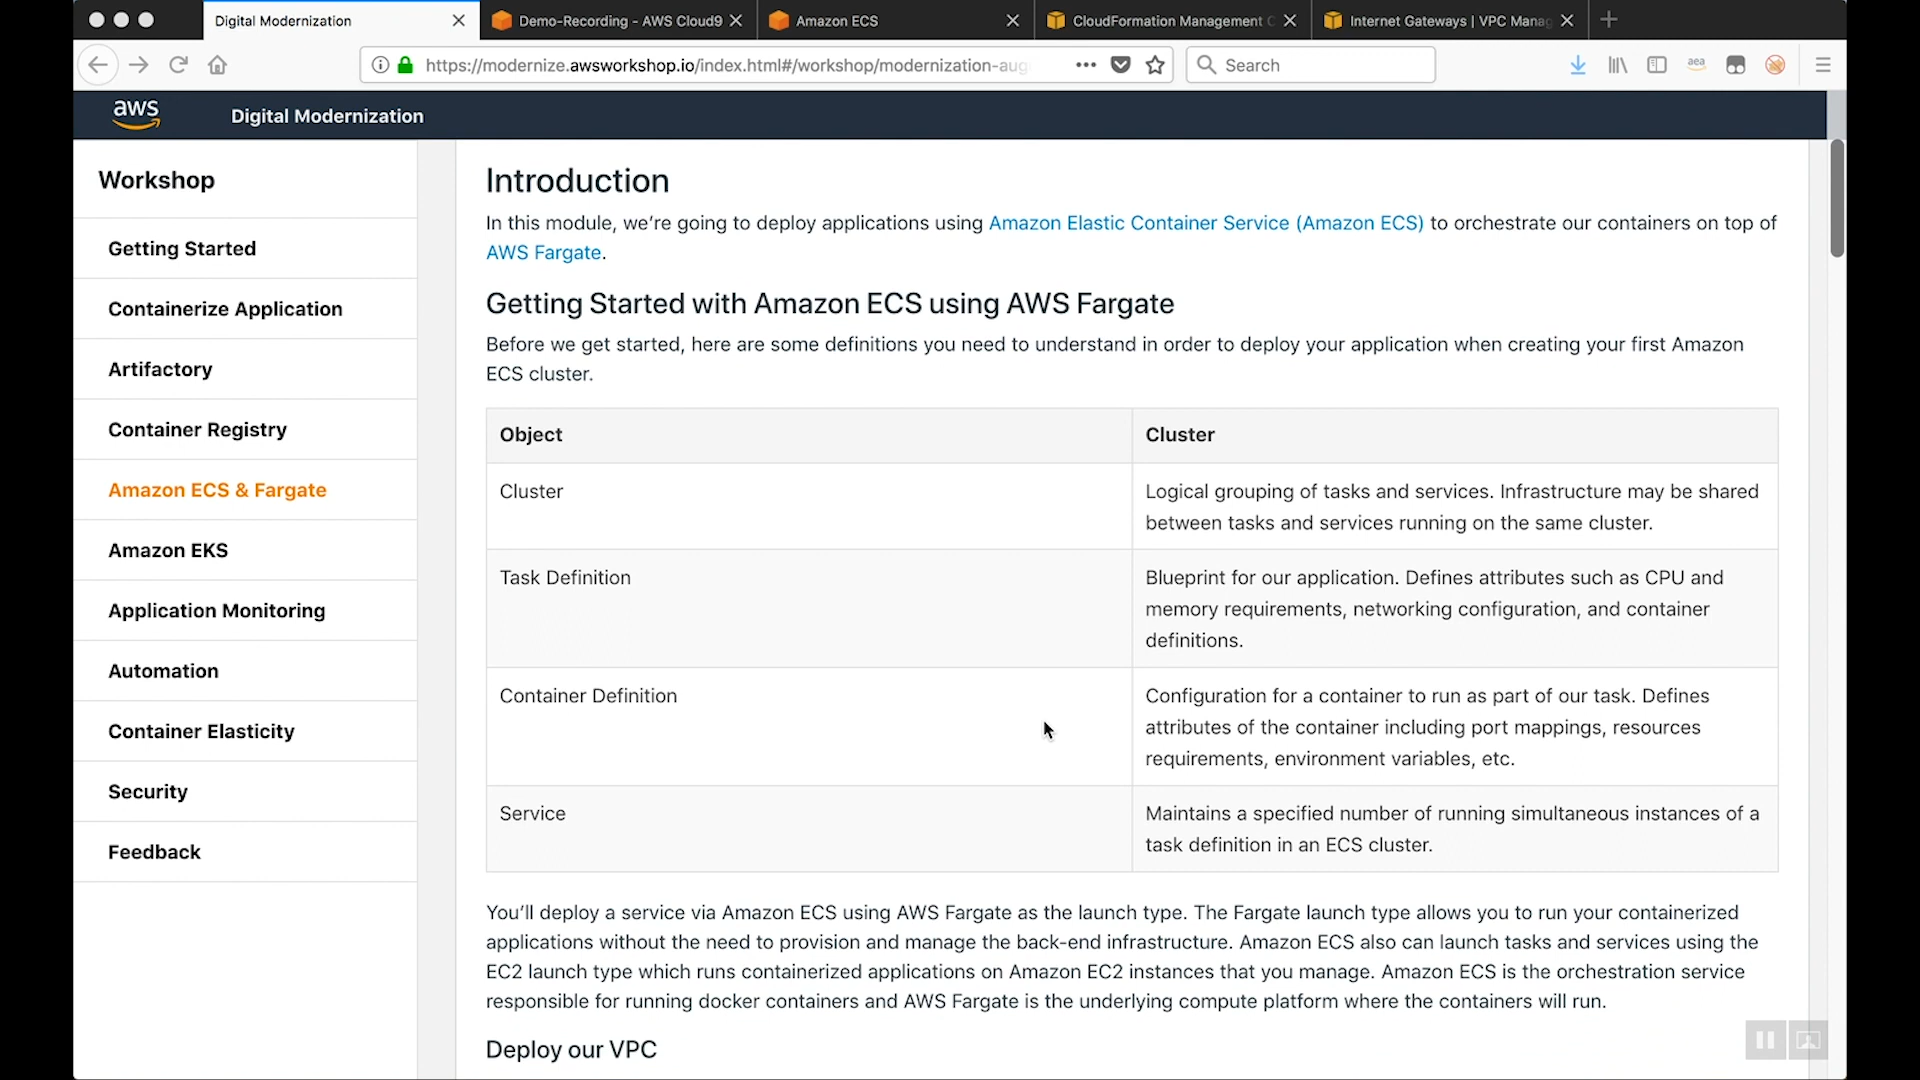 Digital Modernization
Demo-Recording - AWS Cloud9
Amazon ECS
CloudFormation Management
Internet Gateways | VPC Manag
https://modernize.awsworkshop.io/index.html#/workshop/modernization-aug
Search
aea
aws
Digital Modernization
Workshop
Getting Started
Containerize Application
Artifactory
Container Registry
Amazon ECS & Fargate
Amazon EKS
Application Monitoring
Automation
Container Elasticity
Security
Feedback
Introduction
In this module, we’re going to deploy applications using Amazon Elastic Container Service (Amazon ECS) to orchestrate our containers on top of
AWS Fargate.
Getting Started with Amazon ECS using AWS Fargate
Before we get started, here are some definitions you need to understand in order to deploy your application when creating your first Amazon
ECS cluster.
Object
Cluster
Cluster
Logical grouping of tasks and services. Infrastructure may be shared
between tasks and services running on the same cluster.
Task Definition
Blueprint for our application. Defines attributes such as CPU and
memory requirements, networking configuration, and container
definitions.
Container Definition
Configuration for a container to run as part of our task. Defines
attributes of the container including port mappings, resources
requirements, environment variables, etc.
Service
Maintains a specified number of running simultaneous instances of a
task definition in an ECS cluster.
You’ll deploy a service via Amazon ECS using AWS Fargate as the launch type. The Fargate launch type allows you to run your containerized
applications without the need to provision and manage the back-end infrastructure. Amazon ECS also can launch tasks and services using the
EC2 launch type which runs containerized applications on Amazon EC2 instances that you manage. Amazon ECS is the orchestration service
responsible for running docker containers and AWS Fargate is the underlying compute platform where the containers will run.
Deploy our VPC